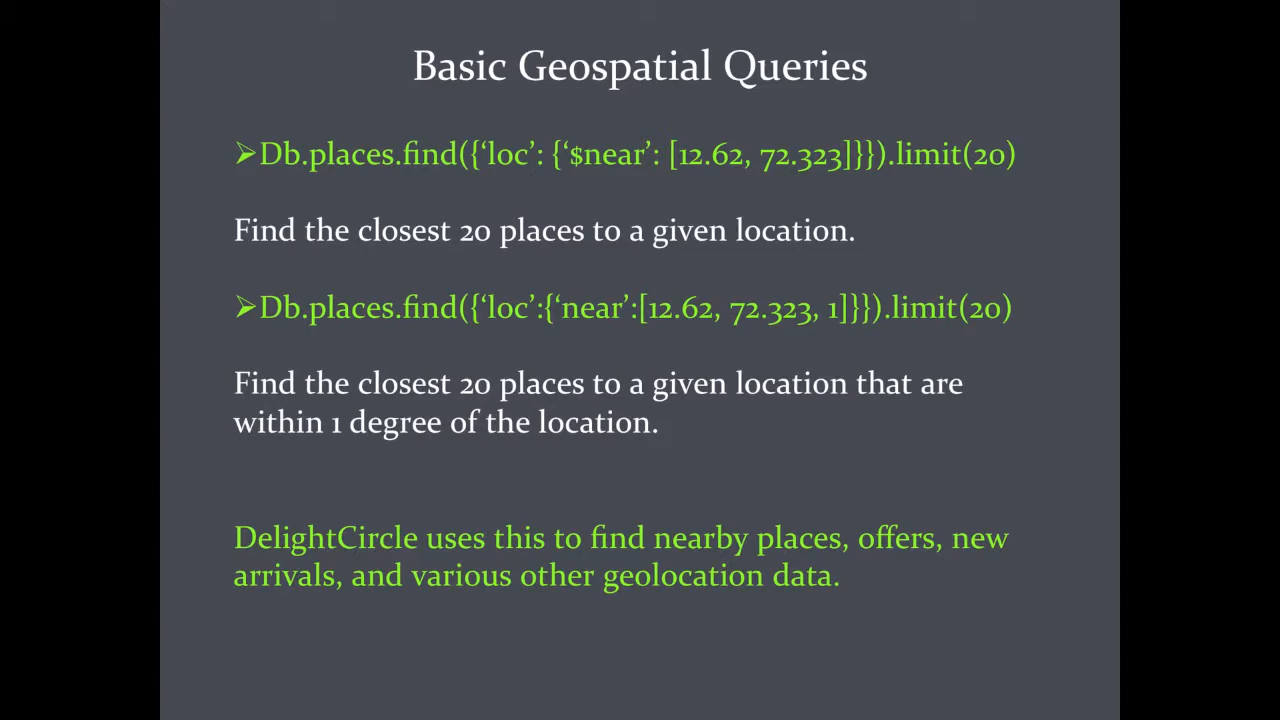 Basic Geospatial Queries
➢Db.places.find({‘loc’: {‘$near’: [12.62, 72.323]}}).limit(20)
Find the closest 20 places to a given location.
➢Db.places.find({‘loc’:{‘near’:[12.62, 72.323, 1]}}).limit(20)
Find the closest 20 places to a given location that are
within 1 degree of the location.
DelightCircle uses this to find nearby places, offers, new
arrivals, and various other geolocation data.